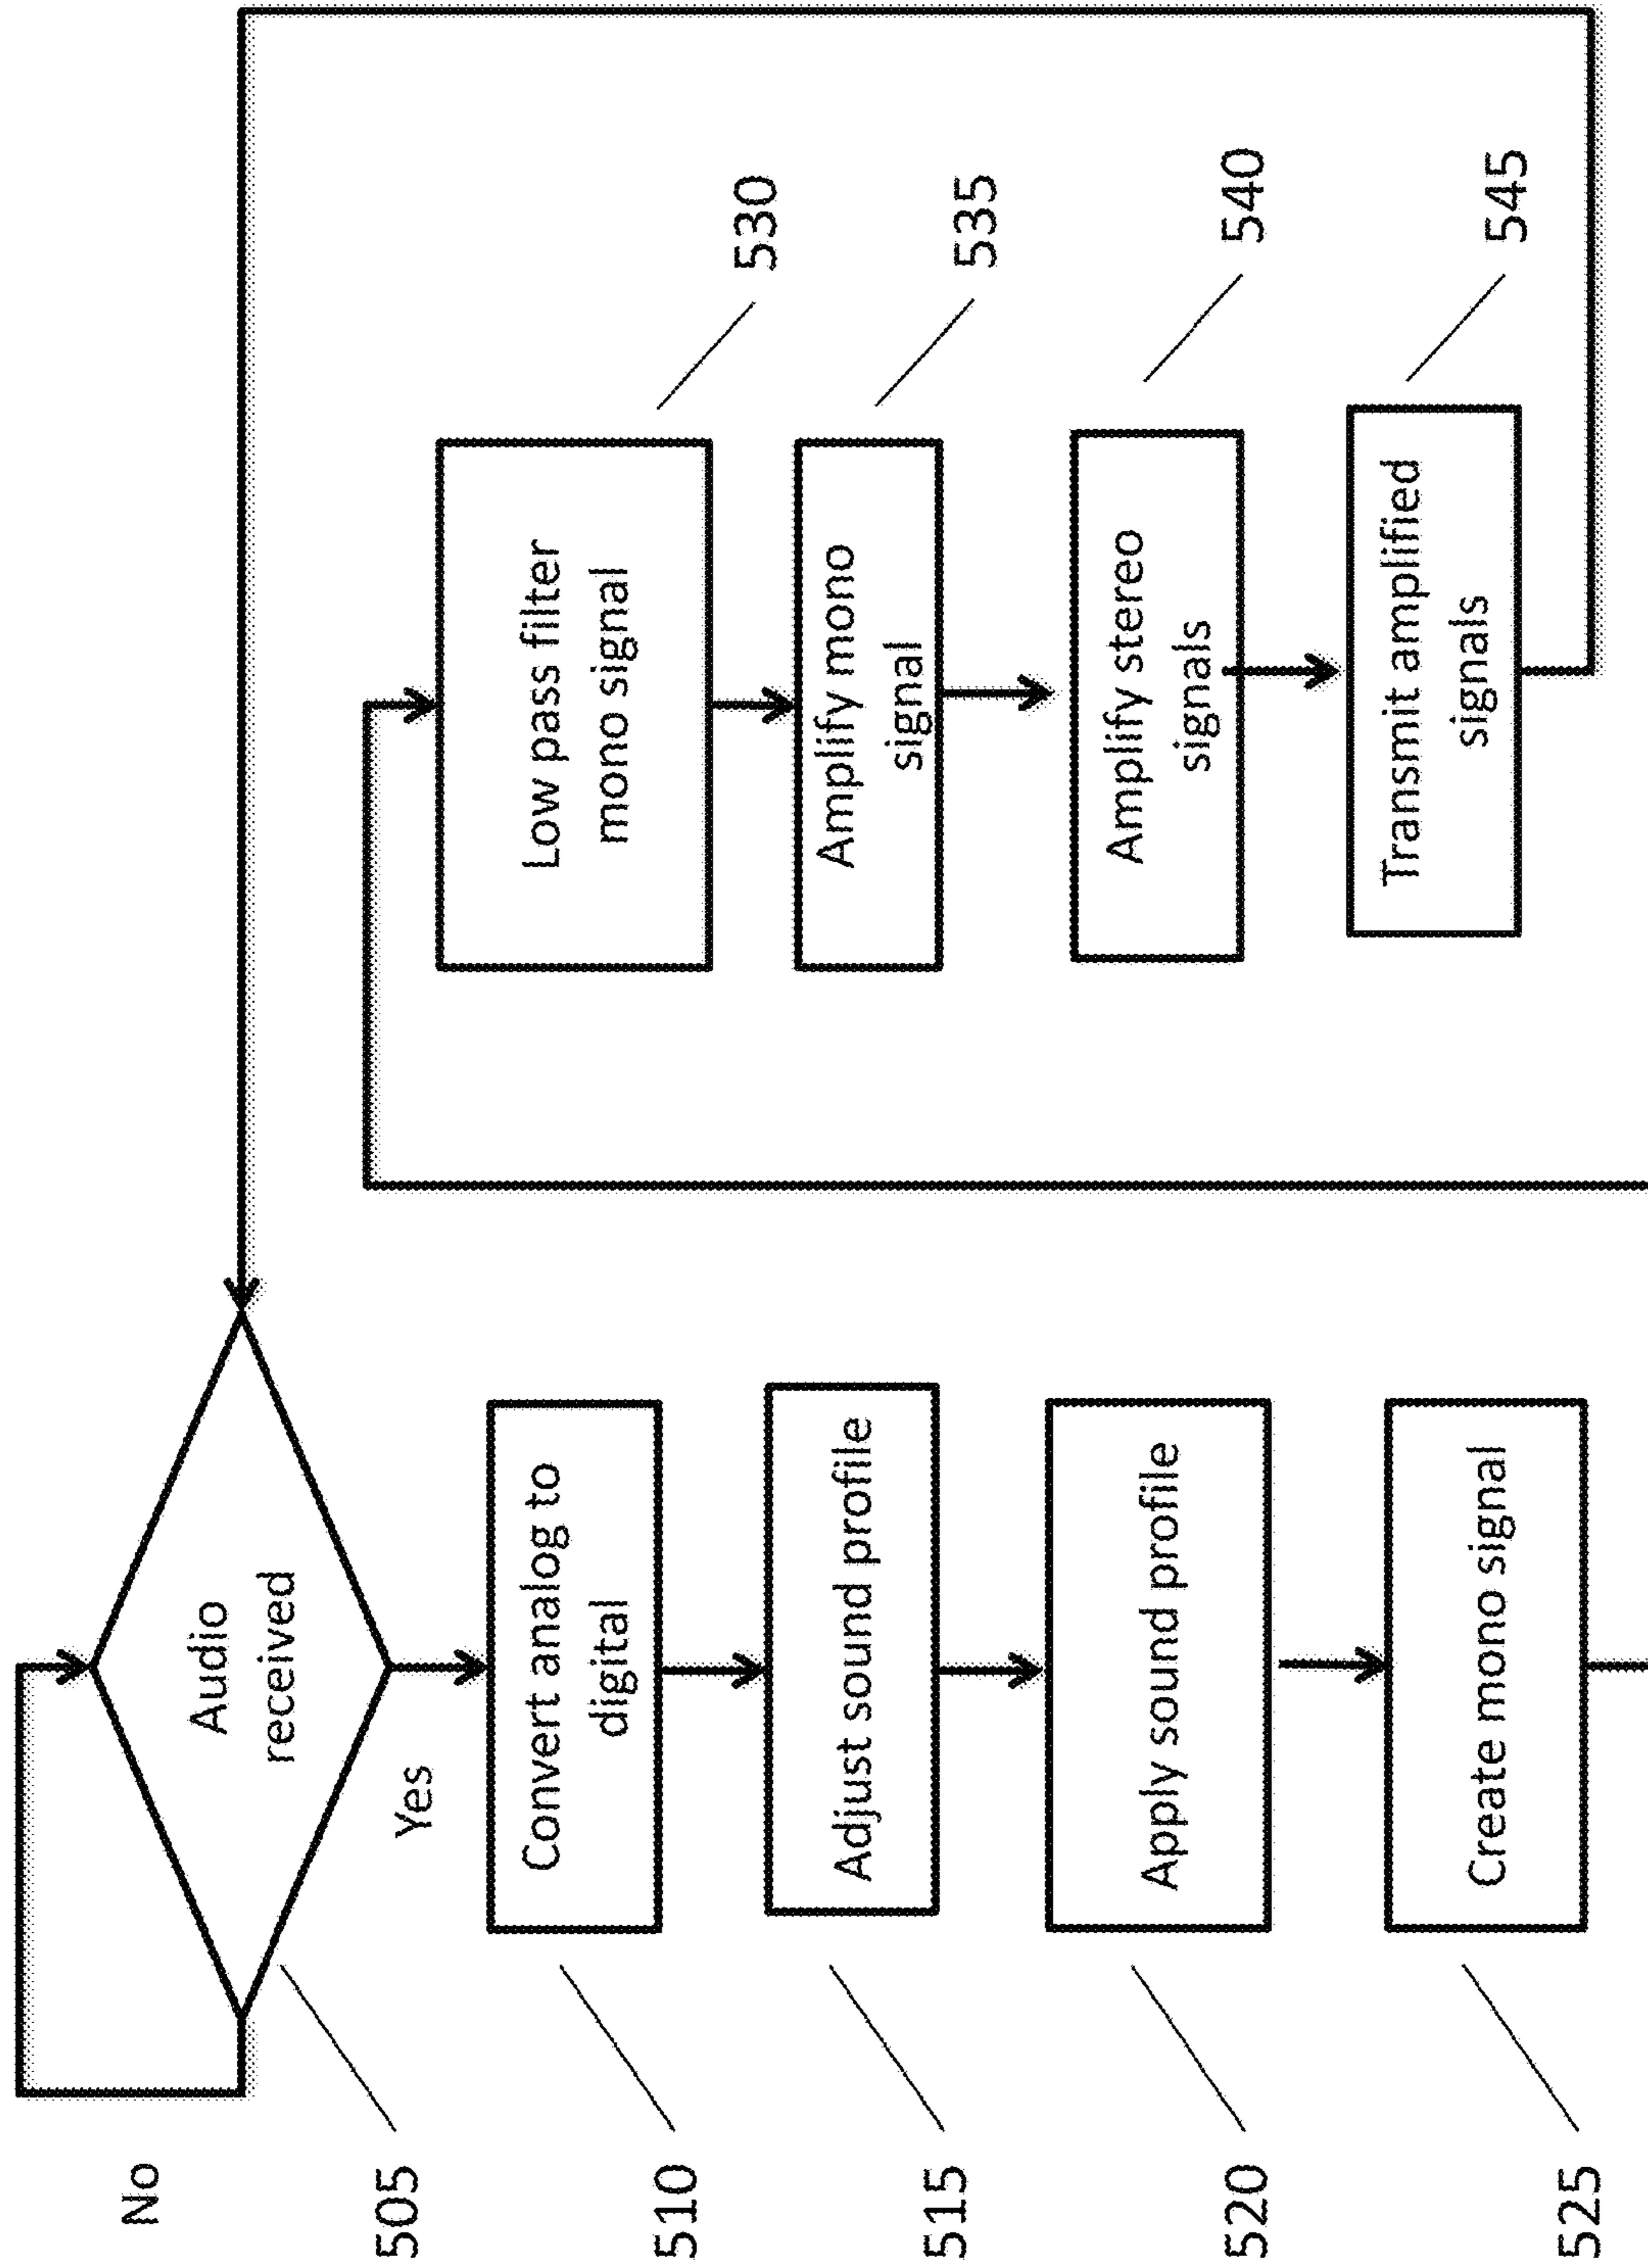 No
Audio
received
505
Yes
Convert analog to
digital
510
Adjust sound profile
515
Apply sound profile
520
Create mono signal
525
Low pass filter
mono signal
530
Amplify mono
signal
535
Amplify stereo
signals
540
Transmit amplified
signals
545